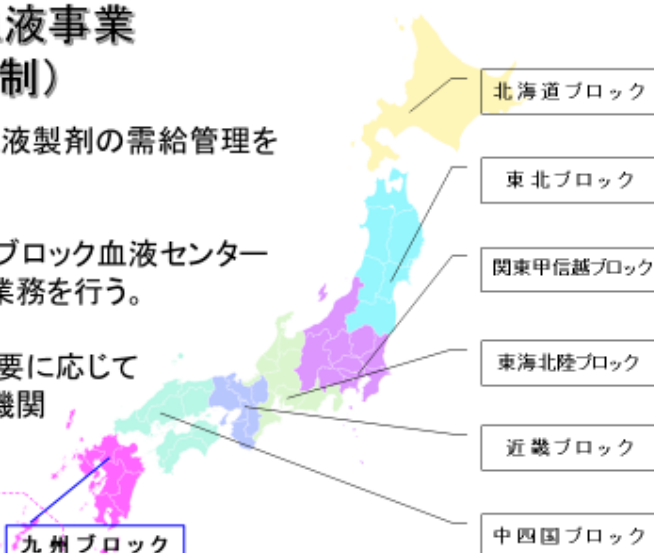 液事業
制)
液製剤の需給管理を
ブロック血液センター
業務を行う。
要に応じて
機関
北海道ブロック
東北ブロック
関東甲信越ブロック
東海北陸ブロック
近畿ブロック
中四国ブロック
九州ブロック